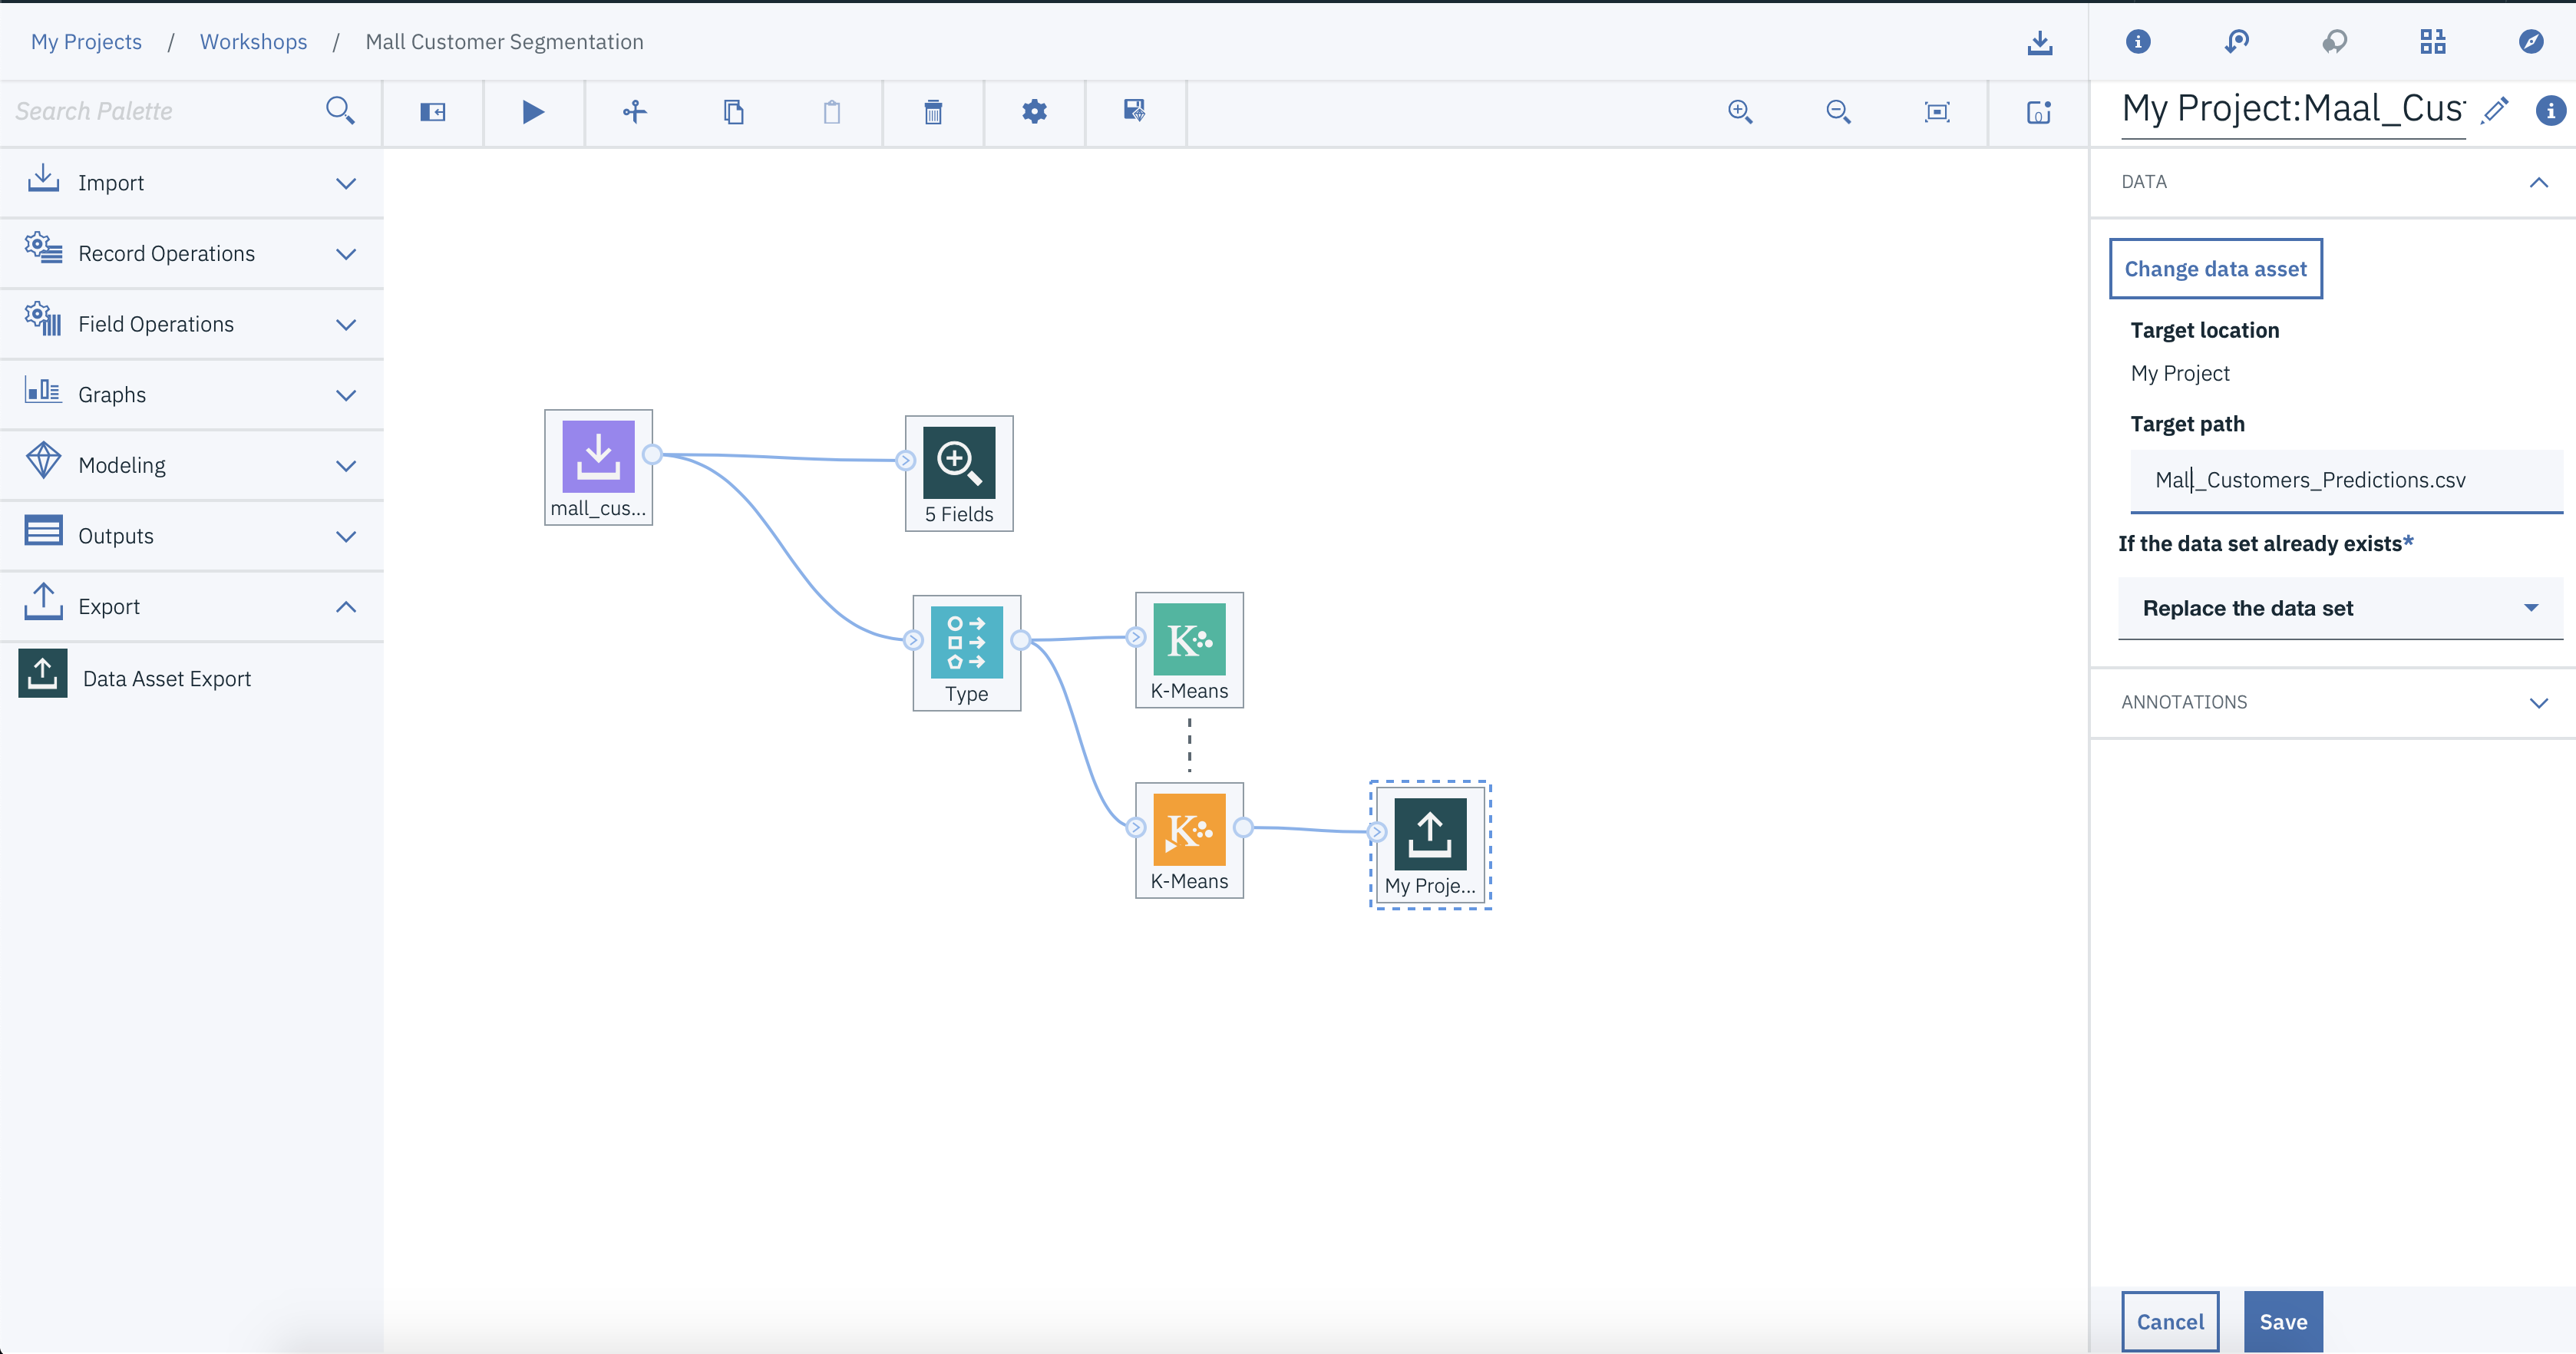 My Projects / Workshops / Mall Customer Segmentation
Search Palette
Import
Record Operations
Field Operations
Graphs
Modeling
Outputs
Export
Data Asset Export
mall_cus...
5 Fields
Type
K-Means
K-Means
My Proje...
My Project:Maal_Cus
DATA
Change data asset
Target location
My Project
Target path
Mall_Customers_Predictions.csv
If the data set already exists*
Replace the data set
ANNOTATIONS
Cancel
Save